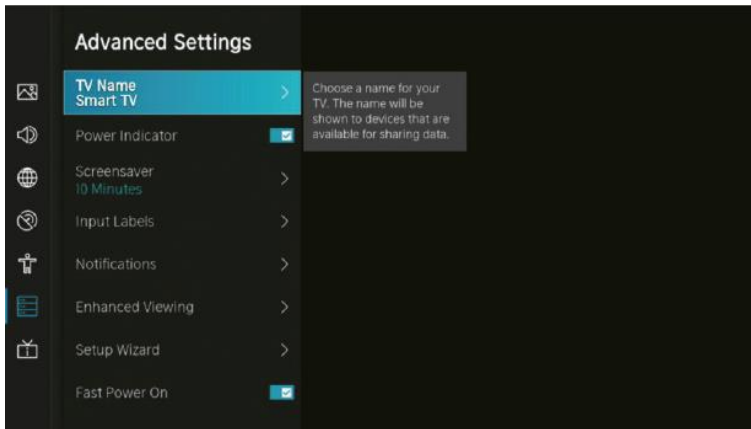 Advanced Settings
TV Name
Smart TV
Choose a name for your
TV. The name will be
shown to devices that are
available for sharing data.
Power Indicator
Screensaver
10 Minutes
Input Labels
Notifications
Enhanced Viewing
Setup Wizard
Fast Power On